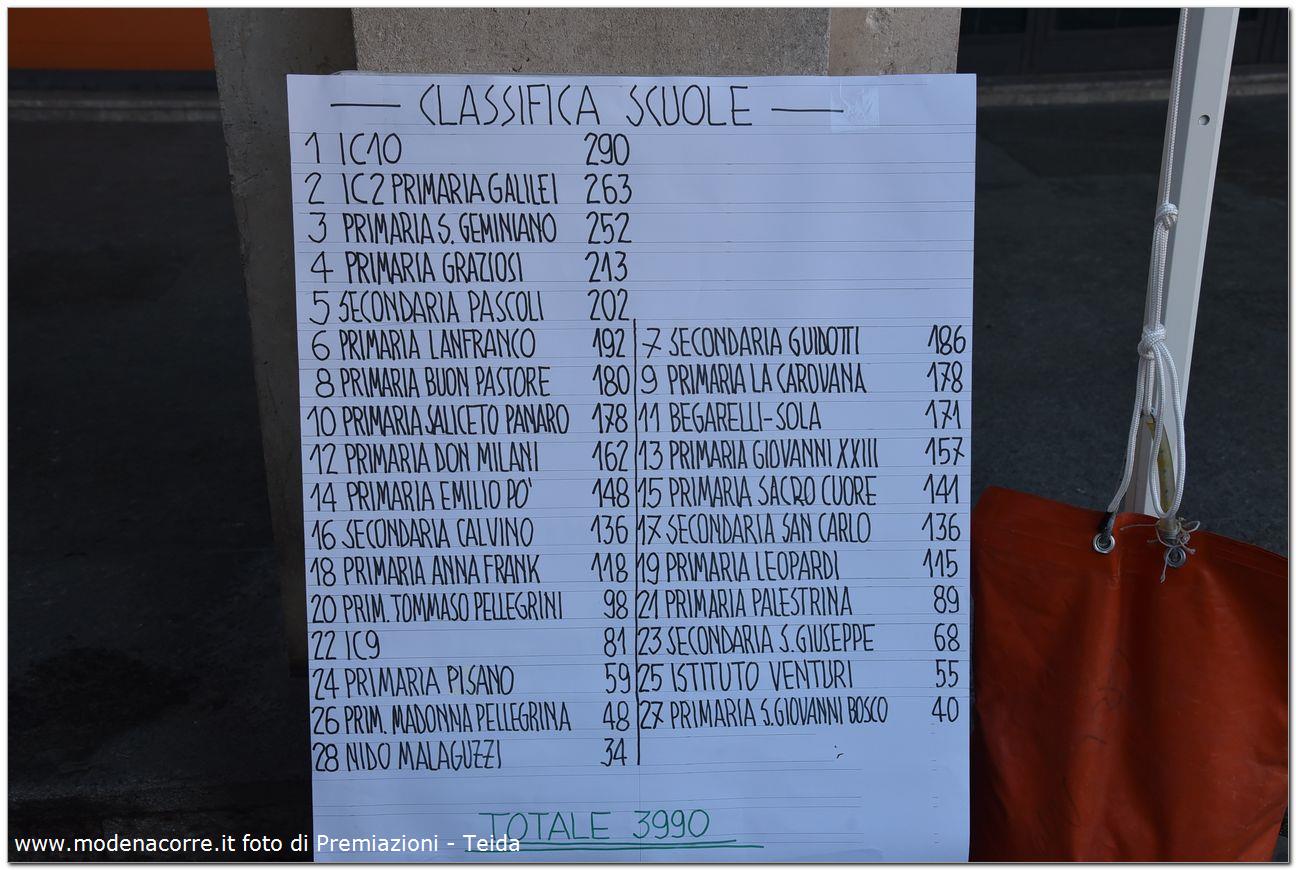 CLASSIFICA SCUOLE
1 IC10 290
2 IC2 PRIMARIA GALILEI 263
3 PRIMARIA S. GEMINIANO 252
4 PRIMARIA GRAZIOSI 213
5 SECONDARIA PASCOLI 202
6 PRIMARIA LANFRANCO 192
7 SECONDARIA GUIDOTTI 186
8 PRIMARIA BUON PASTORE 180
9 PRIMARIA LA CAROVANA 178
10 PRIMARIA SALICETO PANARO 178
11 BEGARELLI-SOLA 171
12 PRIMARIA DON MILANI 162
13 PRIMARIA GIOVANNI XXIII 157
14 PRIMARIA EMILIO PO' 148
15 PRIMARIA SACRO CUORE 141
16 SECONDARIA CALVINO 136
17 SECONDARIA SAN CARLO 136
18 PRIMARIA ANNA FRANK 118
19 PRIMARIA LEOPARDI 115
20 PRIM. TOMMASO PELLEGRINI 98
21 PRIMARIA PALESTRINA 89
22 IC9 81
23 SECONDARIA S. GIUSEPPE 68
24 PRIMARIA PISANO 59
25 ISTITUTO VENTURI 55
26 PRIM. MADONNA PELLEGRINA 48
27 PRIMARIA S. GIOVANNI BOSCO 40
28 NIDO MALAGUZZI 34
TOTALE 3990
www.modenacorre.it foto di Premiazioni - Teida